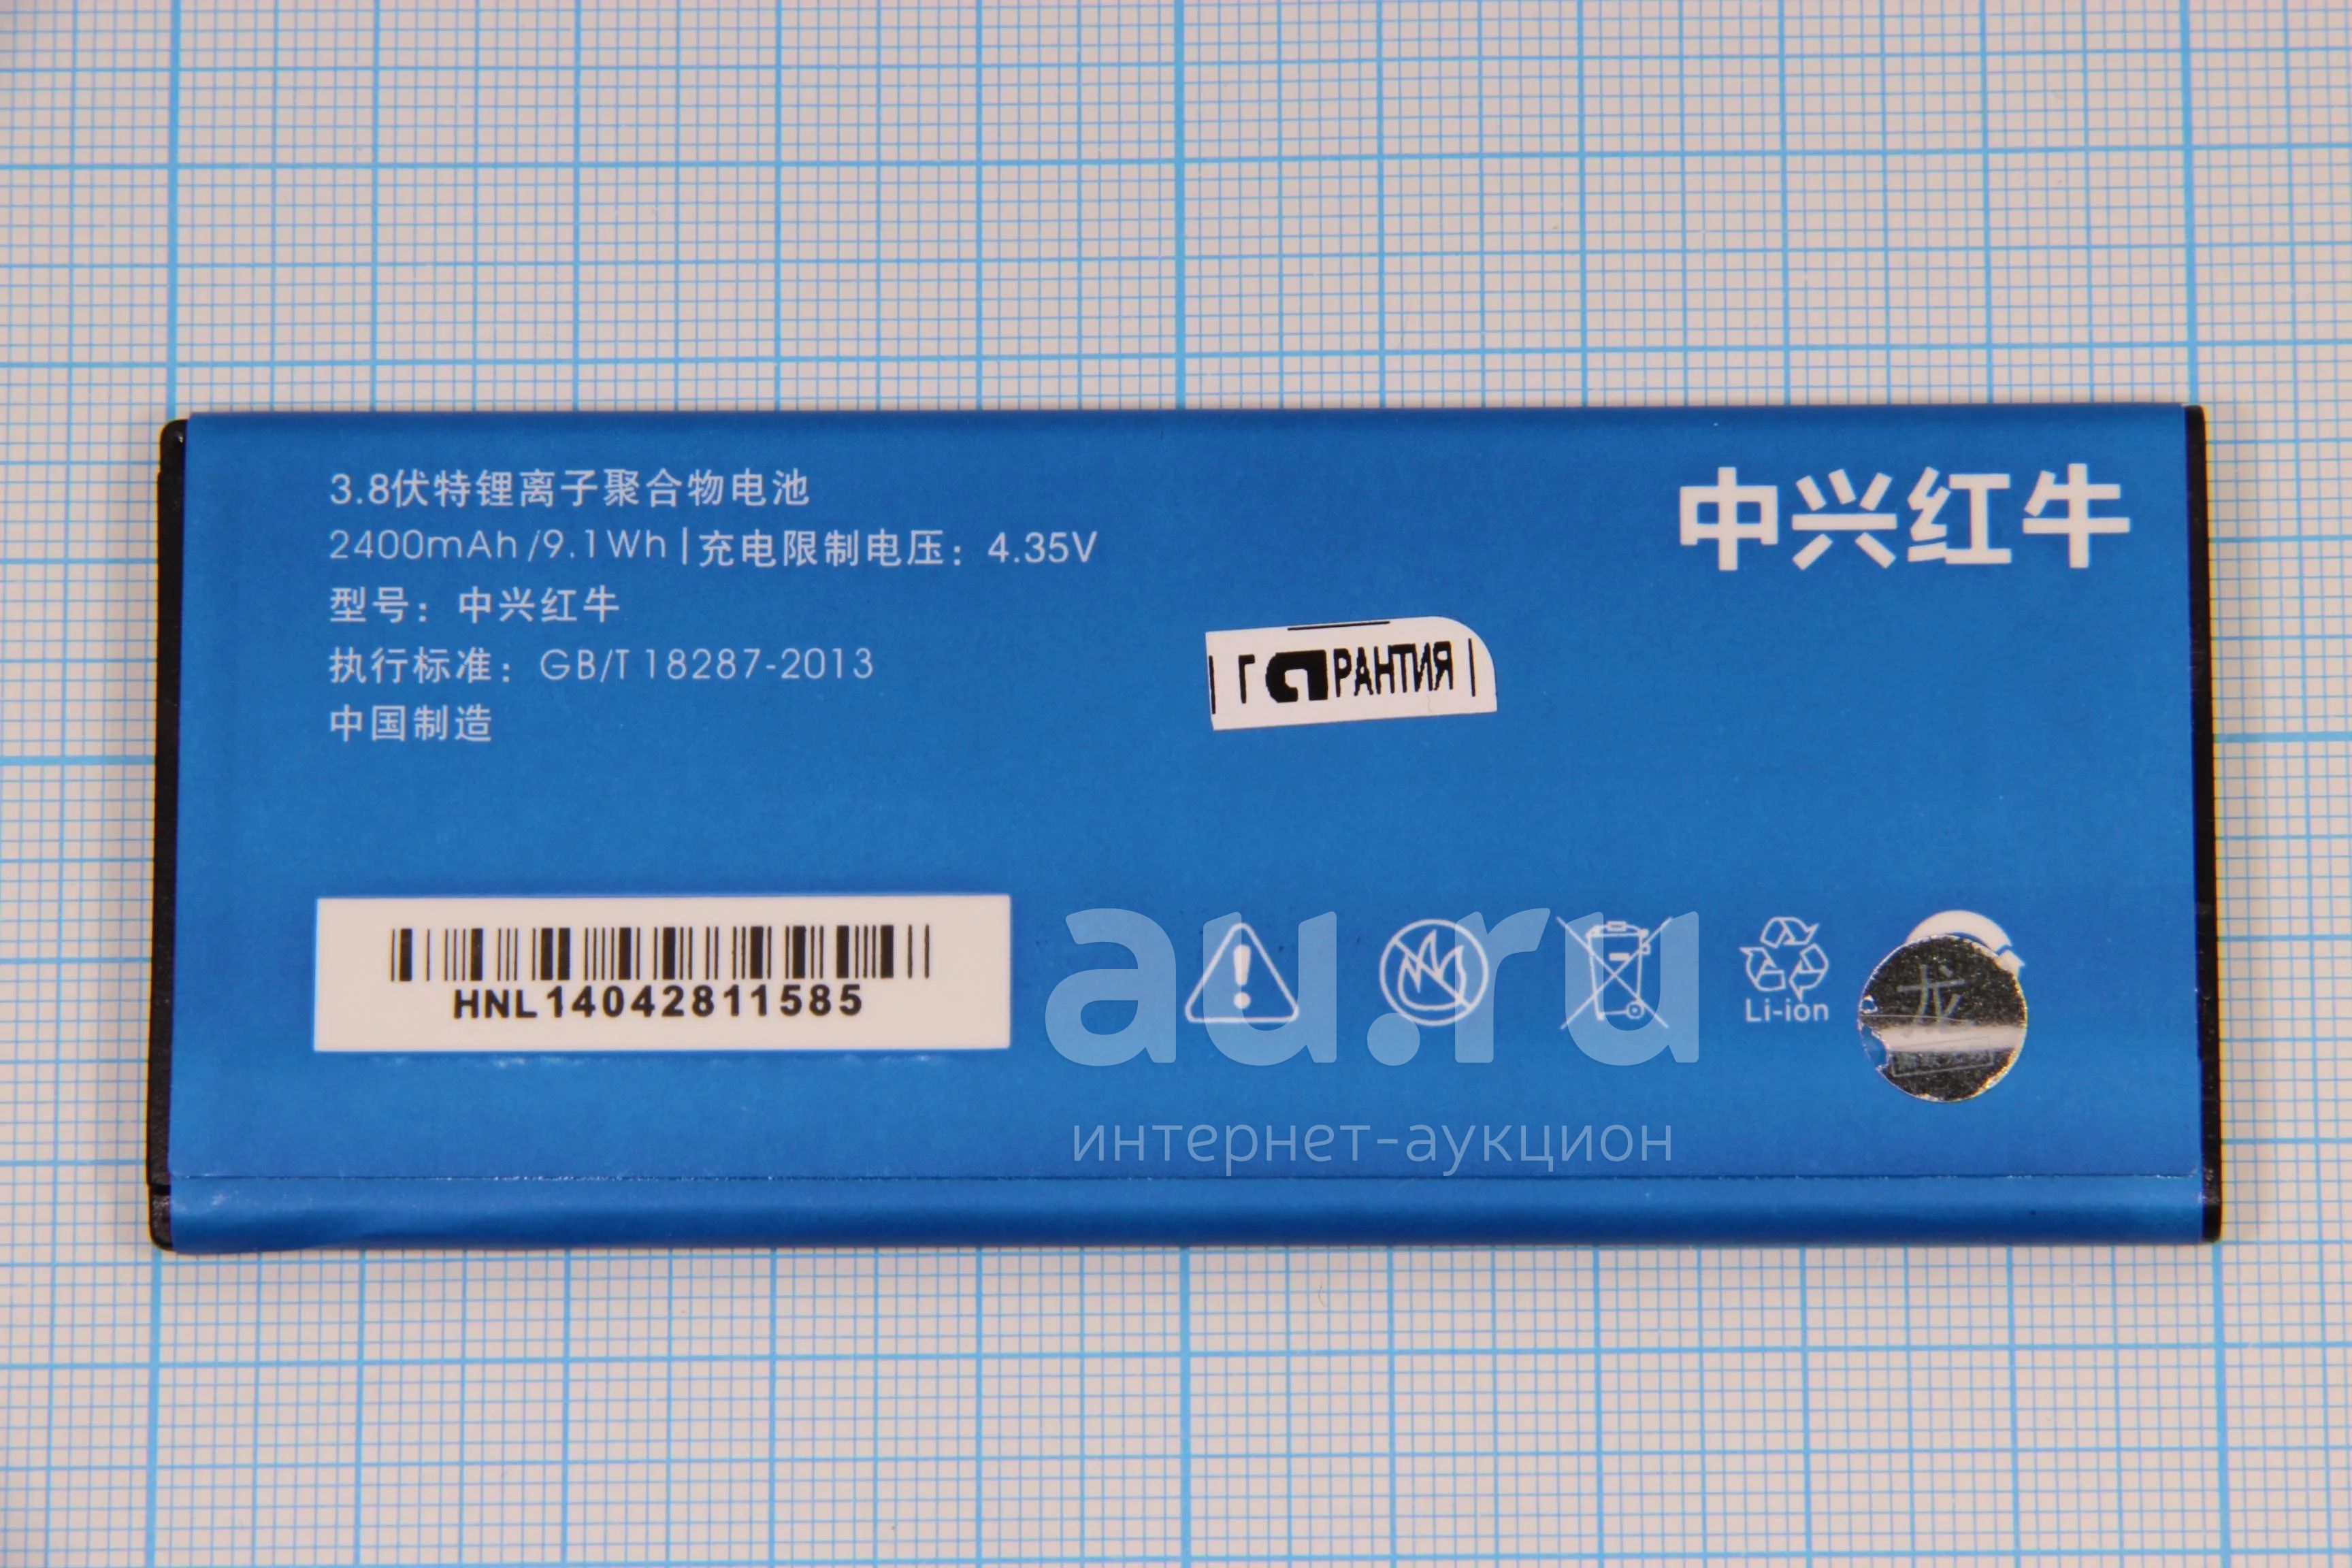 3.8伏特锂离子聚合物电池
2400mAh/9.1Wh|充电限制电压：4.35V
型号：中兴红牛
执行标准：GB/T 18287-2013
中国制造
中兴红牛
ГАРАНТИЯ
HNL14042811585
Li-ion
龙
au.ru
интернет-аукцион